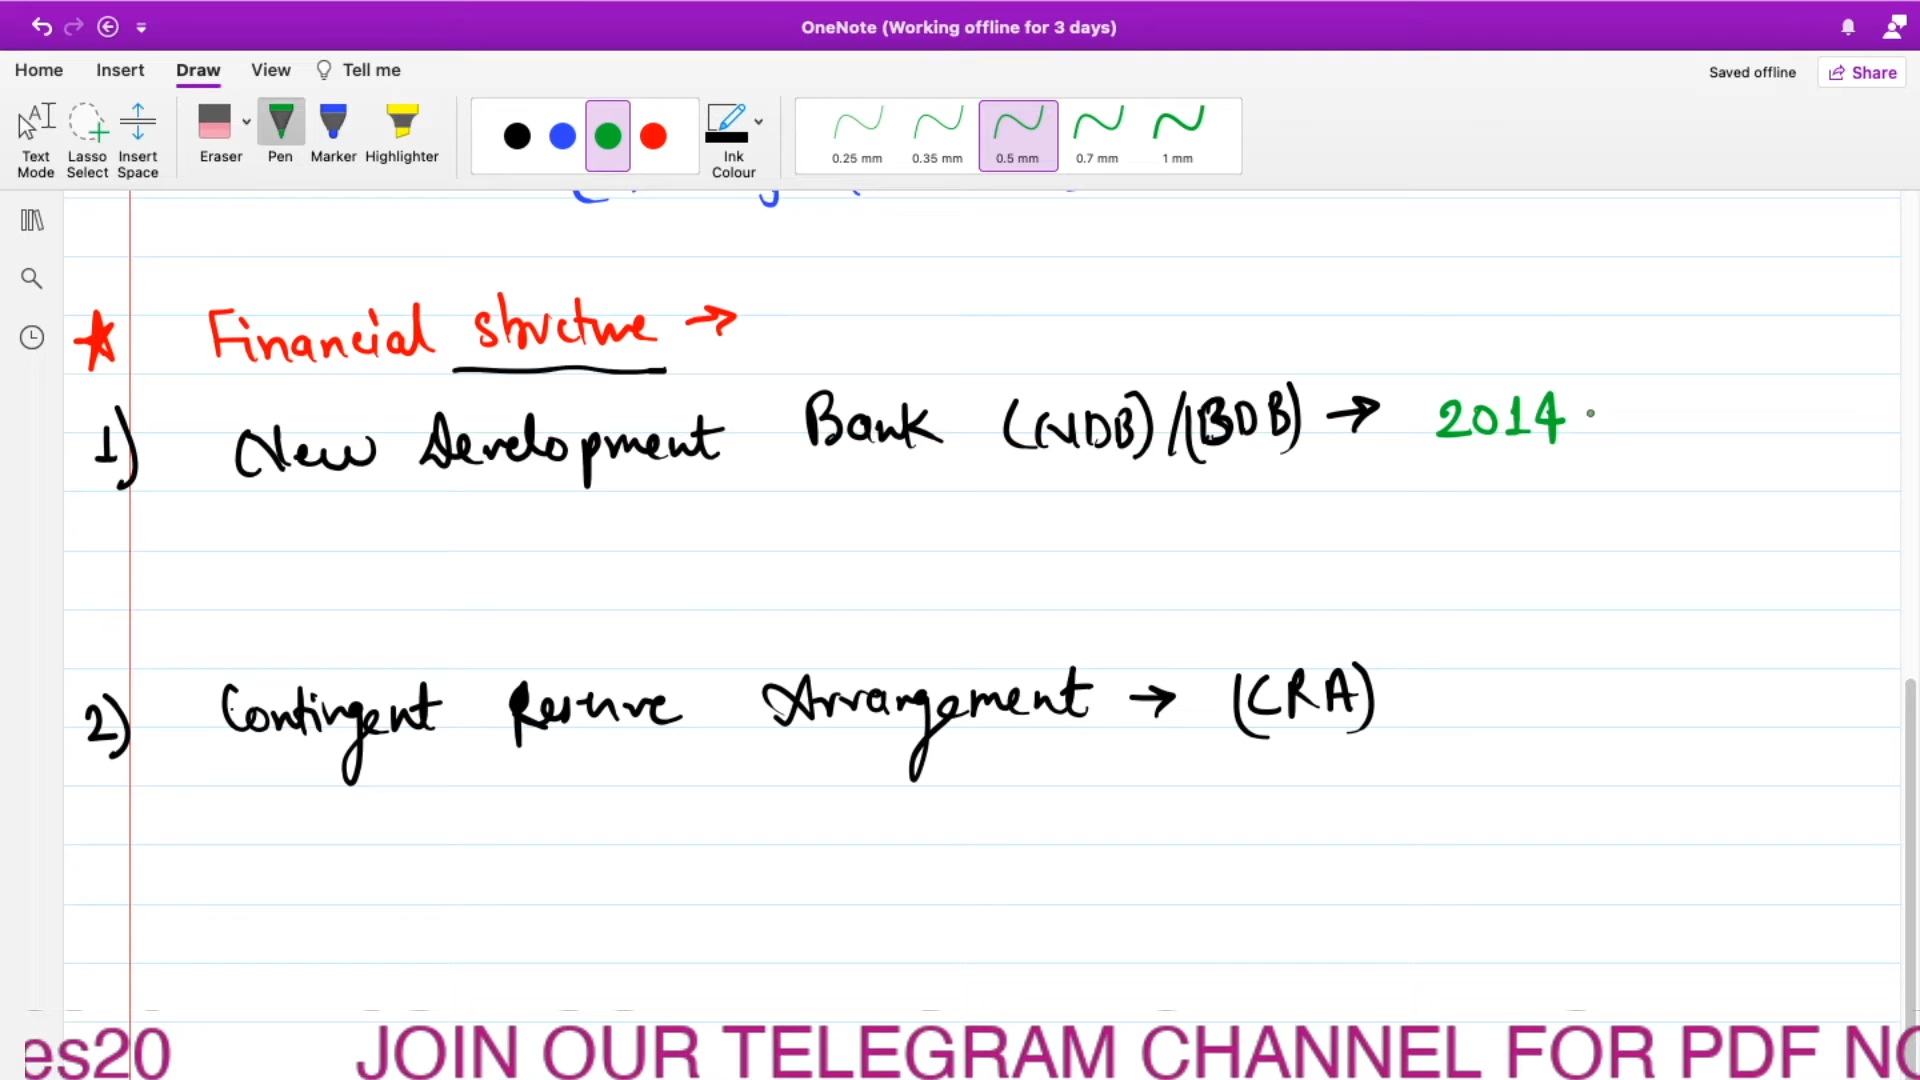 OneNote (Working offline for 3 days)
Home Insert Draw View Tell me
Saved offline Share
Text Mode Lasso Select Insert Space Eraser Pen Marker Highlighter Ink Colour 0.25 mm 0.35 mm 0.5 mm 0.7 mm 1 mm
Financial structure →
1) New Development Bank (NDB)/(BDB) → 2014
2) Contingent Reserve Arrangement → (CRA)
es20 JOIN OUR TELEGRAM CHANNEL FOR PDF NO